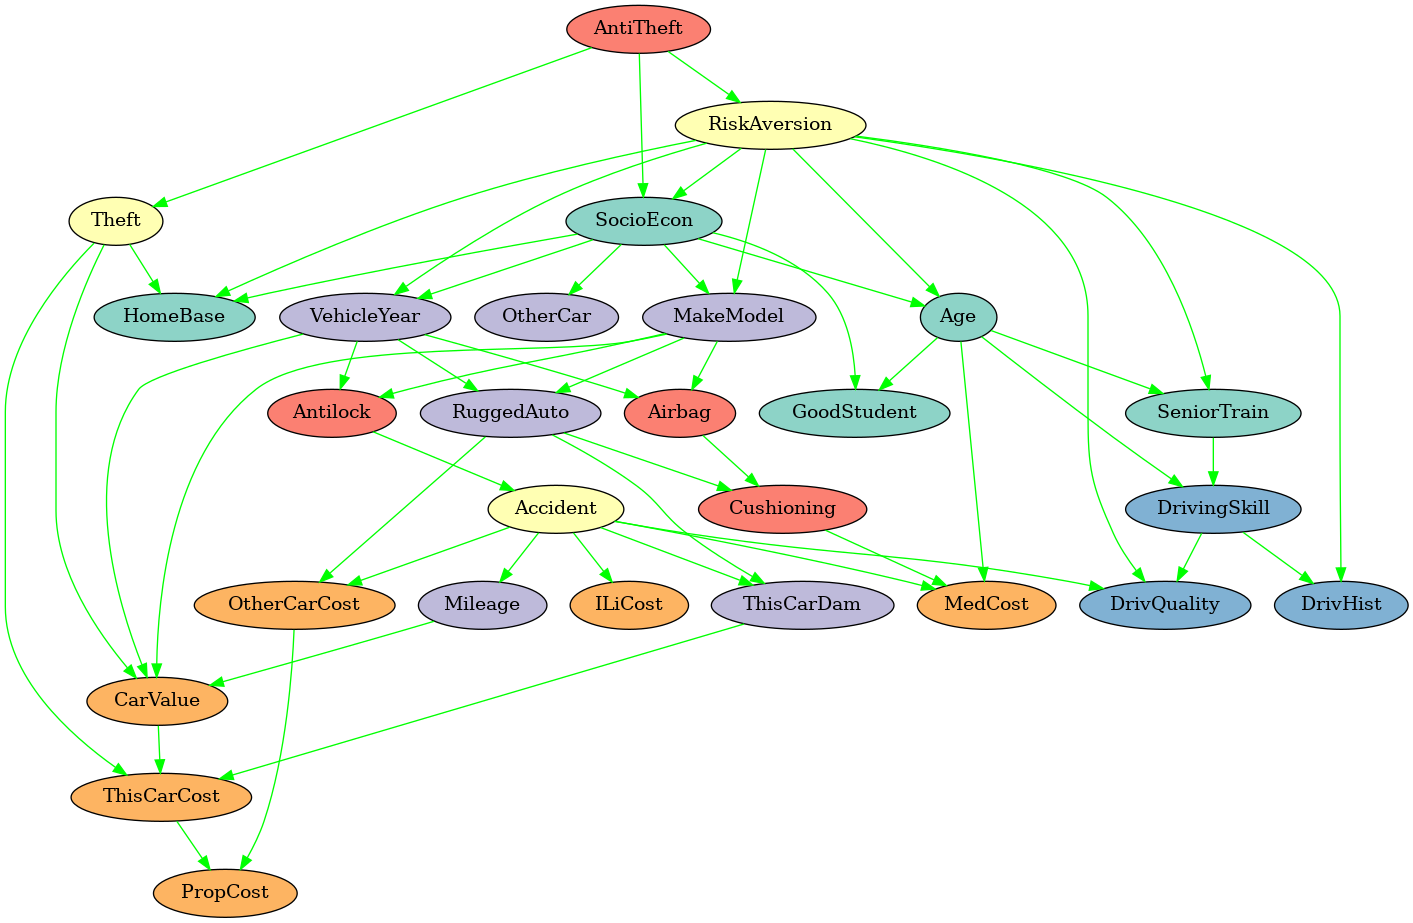 AntiTheft
RiskAversion
Theft
SocioEcon
HomeBase
VehicleYear
OtherCar
MakeModel
Age
Antilock
RuggedAuto
Airbag
GoodStudent
SeniorTrain
Accident
Cushioning
DrivingSkill
OtherCarCost
Mileage
ILiCost
ThisCarDam
MedCost
DrivQuality
DrivHist
CarValue
ThisCarCost
PropCost